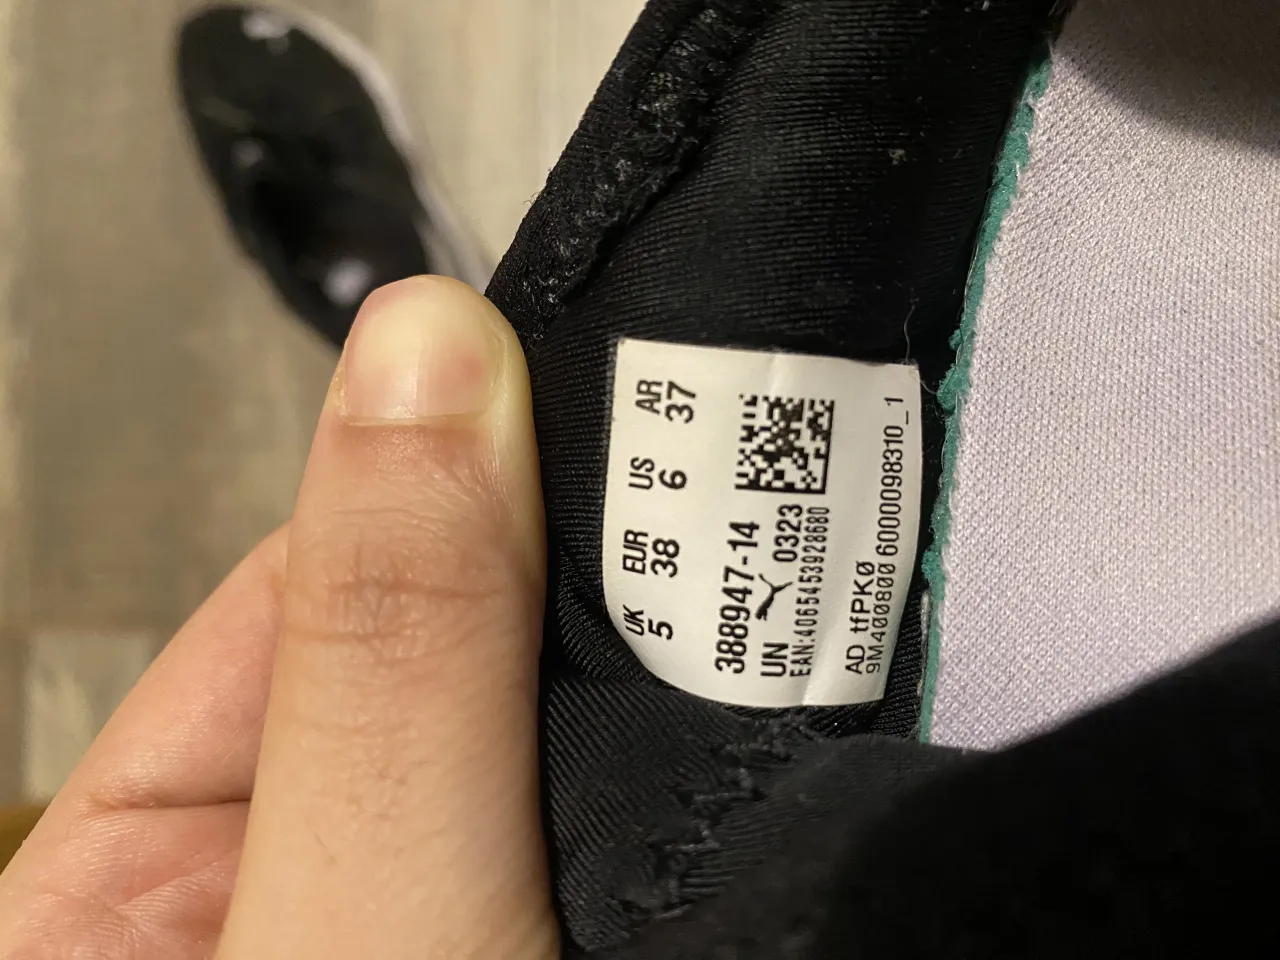 UK EUR US AR
5 38 6 37
388947-14
UN 0323
EAN:4065453928680
AD tfPKØ
9M400800 6000098310_1